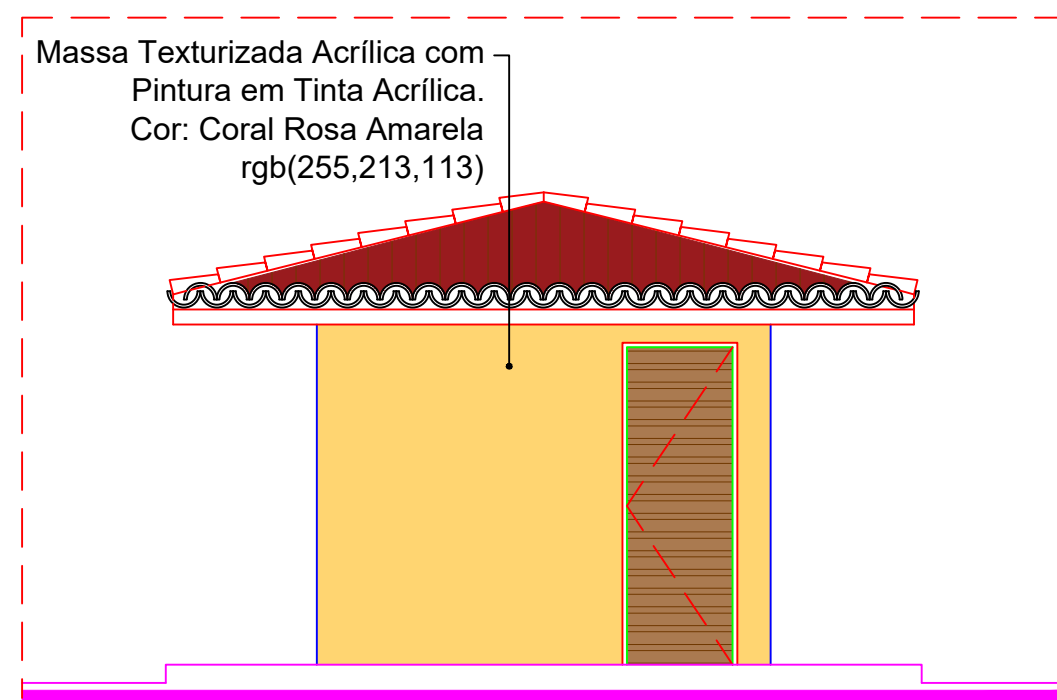 Massa Texturizada Acrílica com
Pintura em Tinta Acrílica.
Cor: Coral Rosa Amarela
rgb(255,213,113)